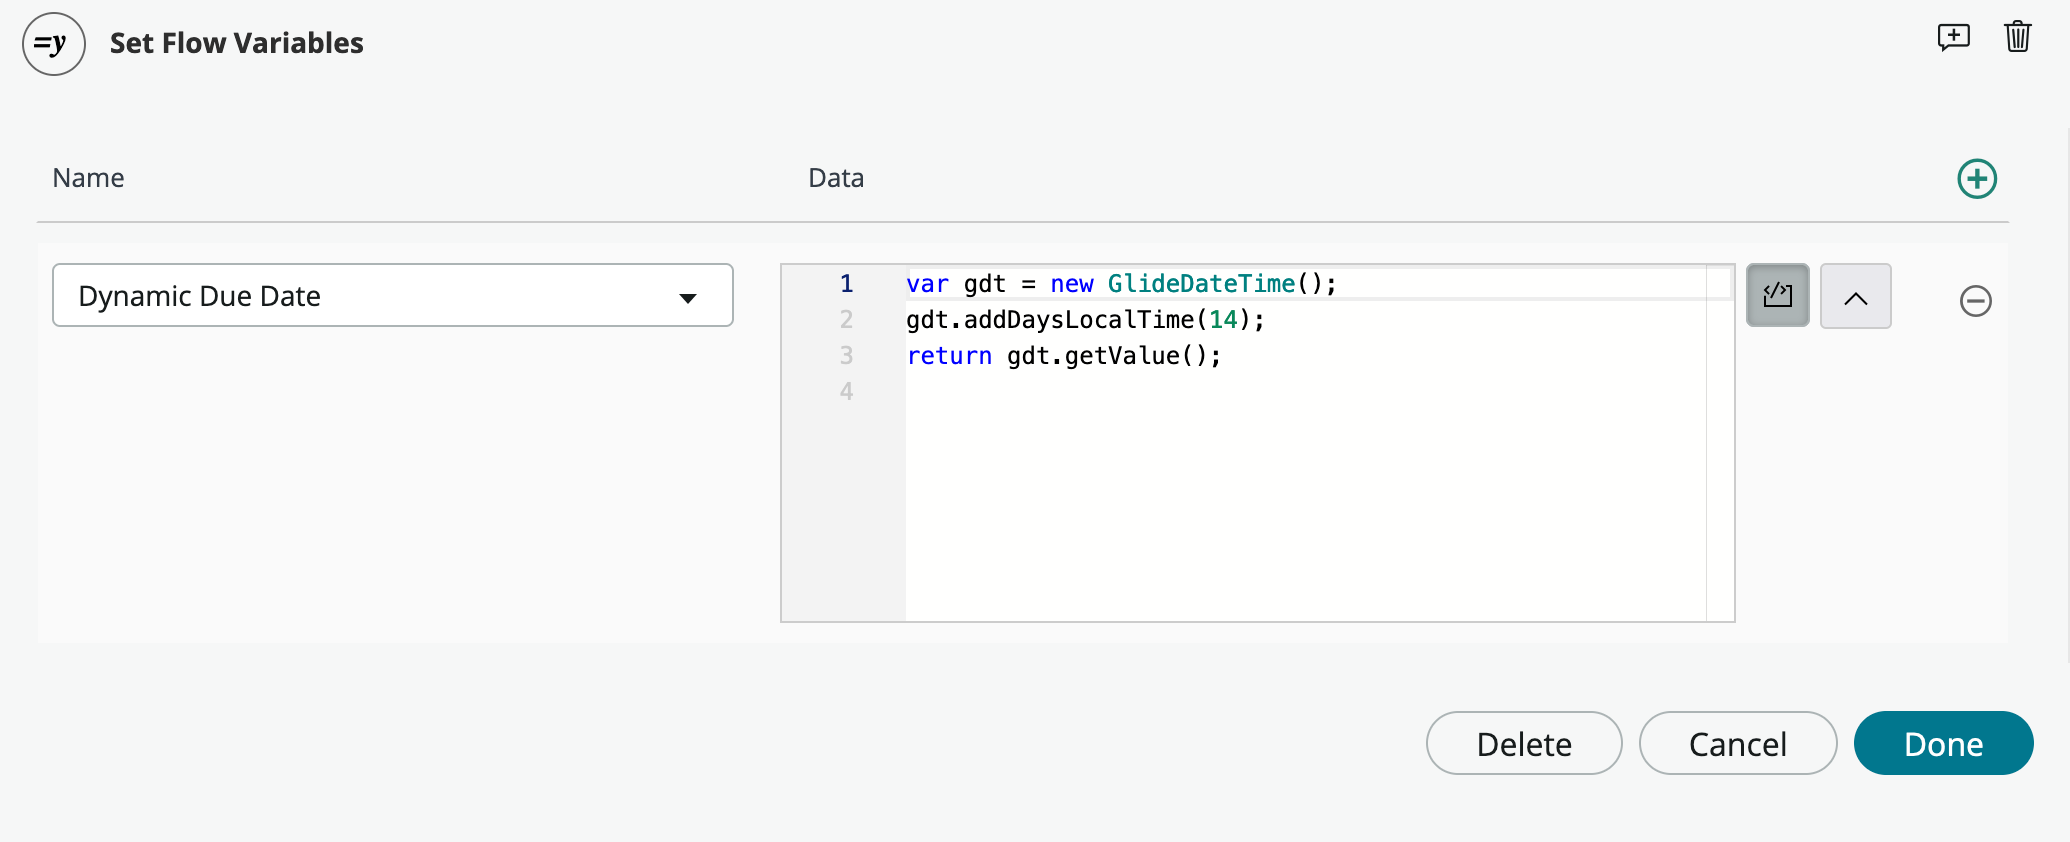 =y Set Flow Variables
Name Data
Dynamic Due Date
1 var gdt = new GlideDateTime();
2 gdt.addDaysLocalTime(14);
3 return gdt.getValue();
4
Delete Cancel Done